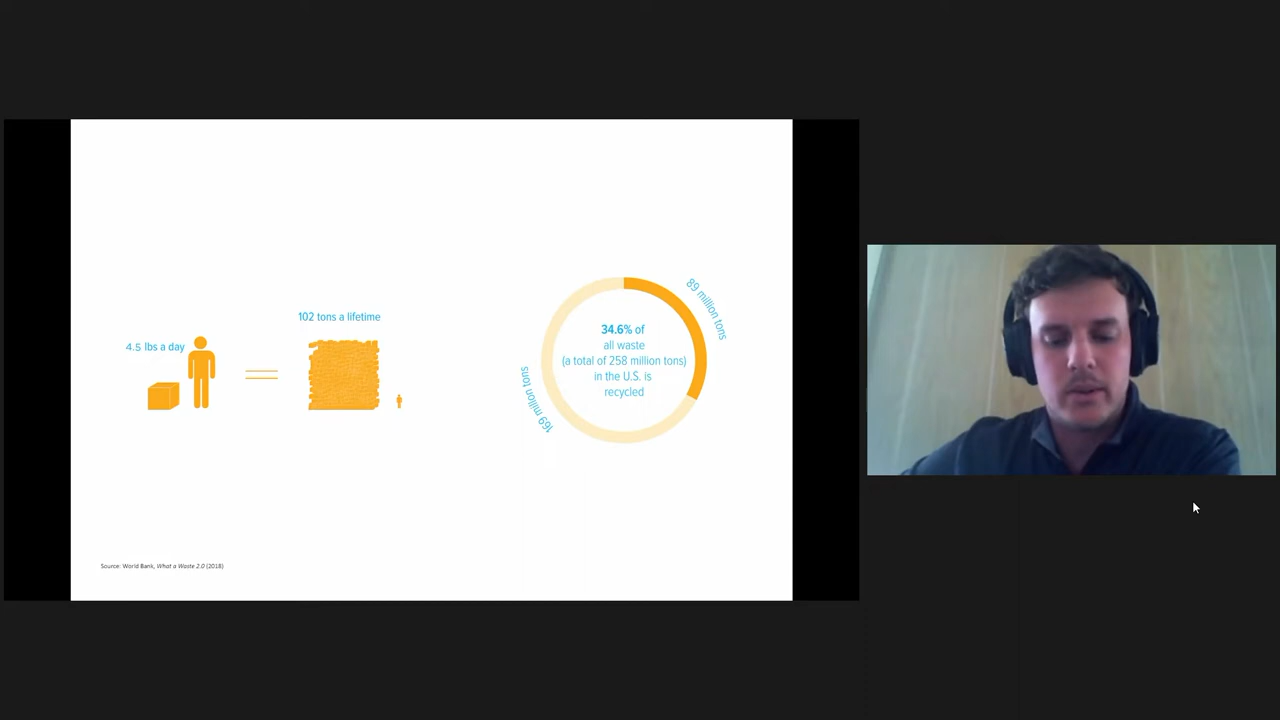 4.5 lbs a day
102 tons a lifetime
34.6% of
all waste
(a total of 258 million tons)
in the U.S. is
recycled
89 million tons
169 million tons
Source: World Bank, What a Waste 2.0 (2018)